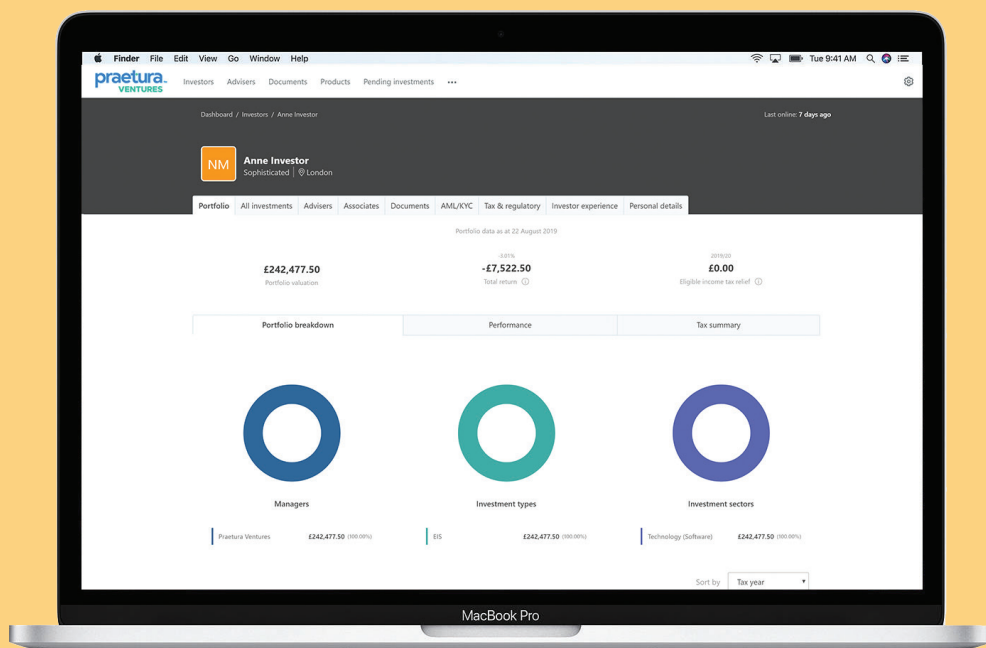 Finder File Edit View Go Window Help Tue 9:41 AM
praetura
VENTURES
Investors Advisers Documents Products Pending investments •••
Dashboard / Investors / Anne Investor
Last online: 7 days ago
NM
Anne Investor
Sophisticated | London
Portfolio All investments Advisers Associates Documents AML/KYC Tax & regulatory Investor experience Personal details
Portfolio data as at 22 August 2019
£242,477.50
Portfolio valuation
-3.01%
-£7,522.50
Total return
2019/20
£0.00
Eligible income tax relief
Portfolio breakdown Performance Tax summary
Managers
Praetura Ventures £242,477.50 (100.00%)
Investment types
EIS £242,477.50 (100.00%)
Investment sectors
Technology (Software) £242,477.50 (100.00%)
Sort by Tax year
MacBook Pro